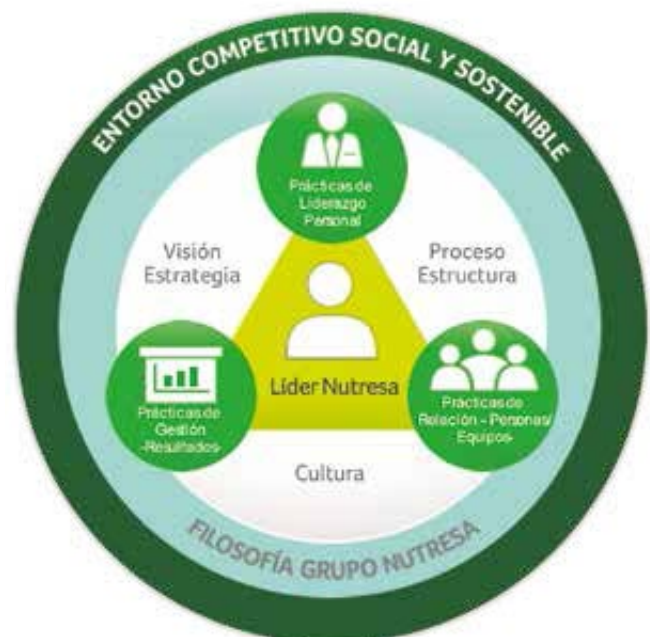 ENTORNO COMPETITIVO SOCIAL Y SOSTENIBLE
Prácticas de
Liderazgo
Personal
Visión
Estrategia
Proceso
Estructura
Líder Nutresa
Prácticas de
Gestión
-Resultados-
Prácticas de
Relación - Personas/
Equipos-
Cultura
FILOSOFÍA GRUPO NUTRESA